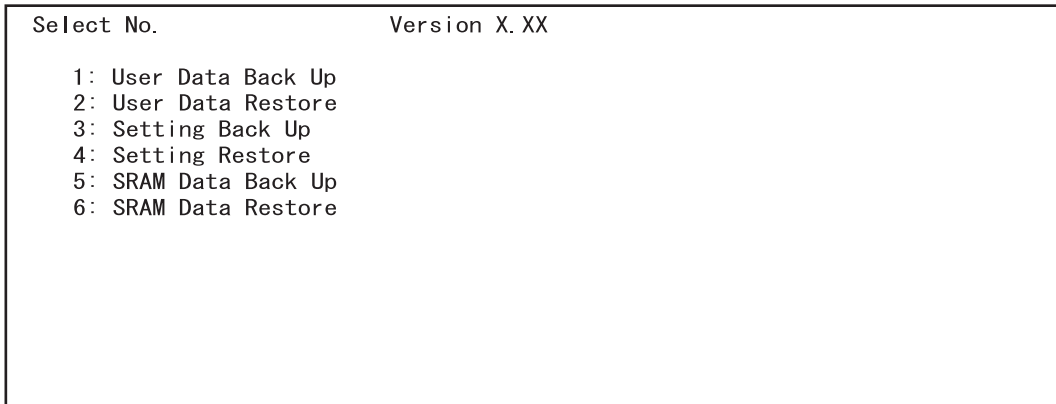 Select No. Version X.XX
1: User Data Back Up
2: User Data Restore
3: Setting Back Up
4: Setting Restore
5: SRAM Data Back Up
6: SRAM Data Restore